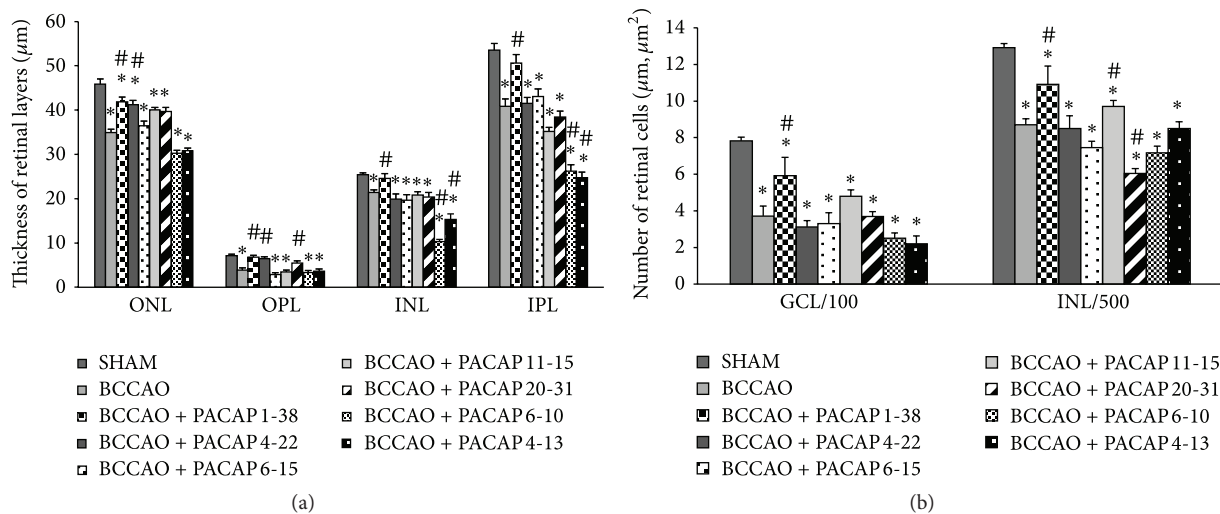 Thickness of retinal layers (μm)
60
50
40
30
20
10
0
* # * # * * * * * *
* # # * * # * *
* # * * * * # * # *
* # * * * * # * # *
ONL
OPL
INL
IPL
SHAM
BCCAO
BCCAO + PACAP 1-38
BCCAO + PACAP 4-22
BCCAO + PACAP 6-15
BCCAO + PACAP 11-15
BCCAO + PACAP 20-31
BCCAO + PACAP 6-10
BCCAO + PACAP 4-13
(a)
Number of retinal cells (μm, μm²)
14
12
10
8
6
4
2
0
* # * * * * * * *
* # * * * # * # * * *
GCL/100
INL/500
SHAM
BCCAO
BCCAO + PACAP 1-38
BCCAO + PACAP 4-22
BCCAO + PACAP 6-15
BCCAO + PACAP 11-15
BCCAO + PACAP 20-31
BCCAO + PACAP 6-10
BCCAO + PACAP 4-13
(b)